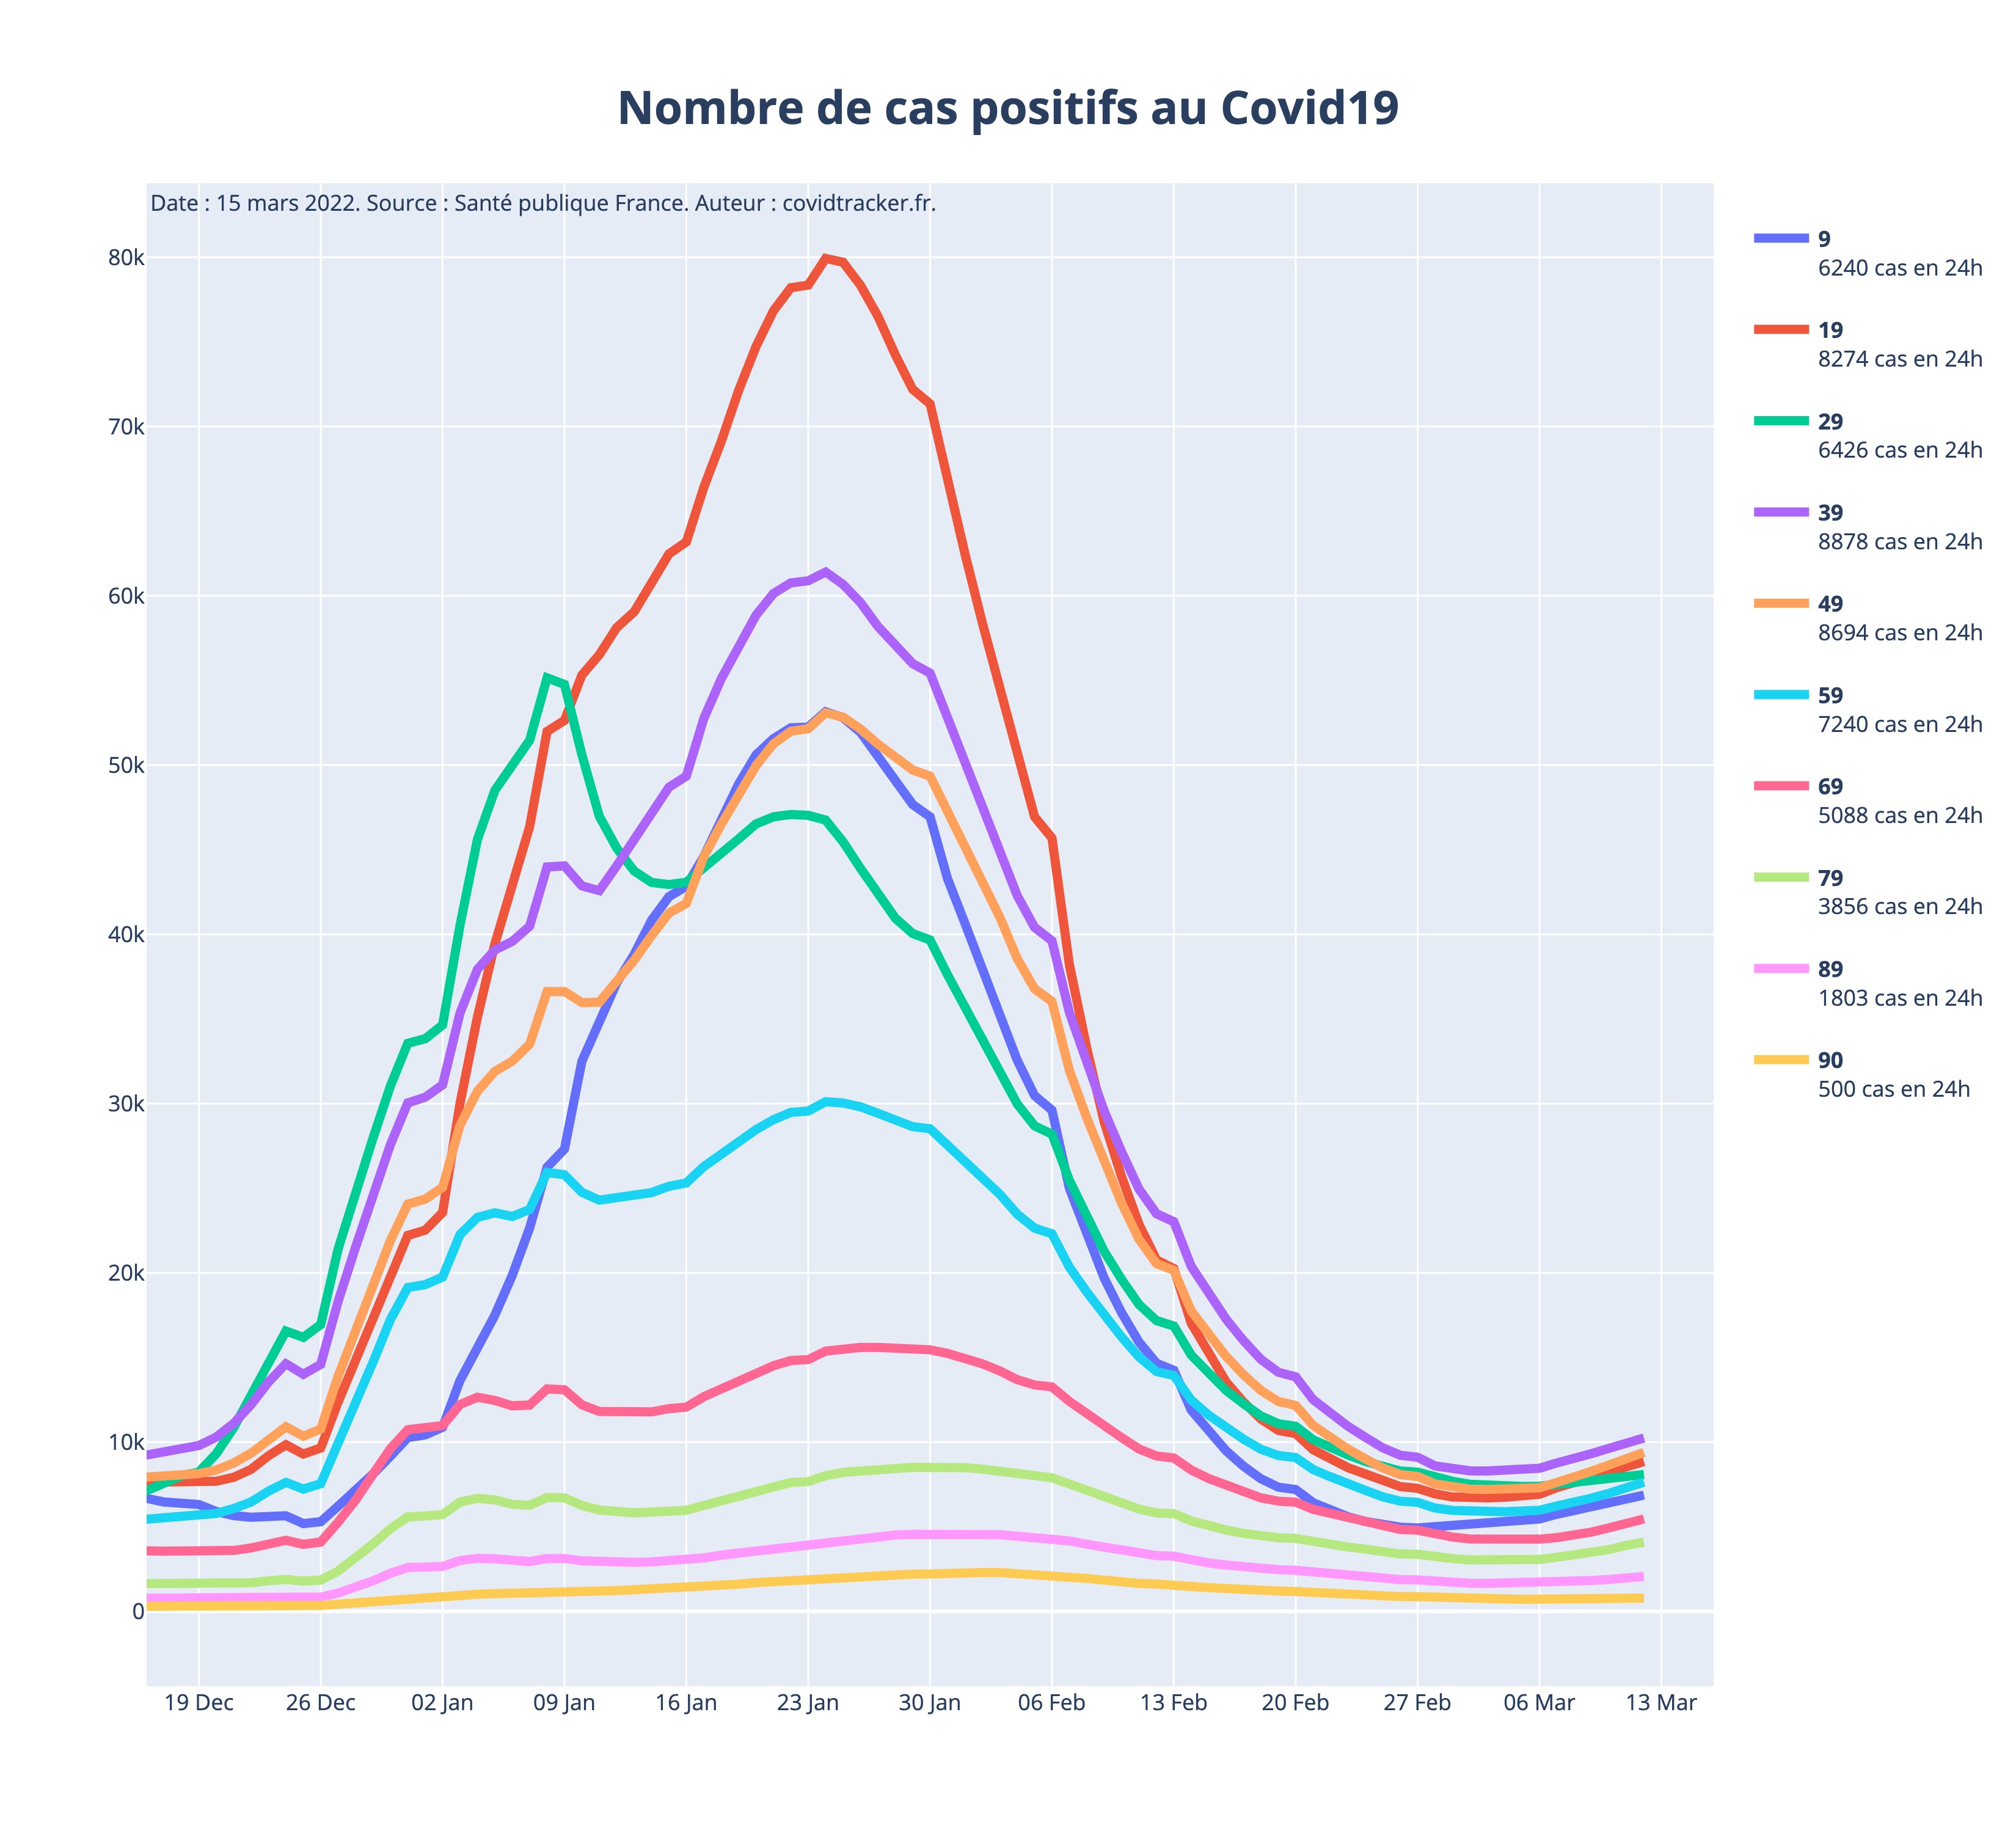 Nombre de cas positifs au Covid19
Date : 15 mars 2022. Source : Santé publique France. Auteur : covidtracker.fr.
80k
70k
60k
50k
40k
30k
20k
10k
0
19 Dec
26 Dec
02 Jan
09 Jan
16 Jan
23 Jan
30 Jan
06 Feb
13 Feb
20 Feb
27 Feb
06 Mar
13 Mar
9
6240 cas en 24h
19
8274 cas en 24h
29
6426 cas en 24h
39
8878 cas en 24h
49
8694 cas en 24h
59
7240 cas en 24h
69
5088 cas en 24h
79
3856 cas en 24h
89
1803 cas en 24h
90
500 cas en 24h